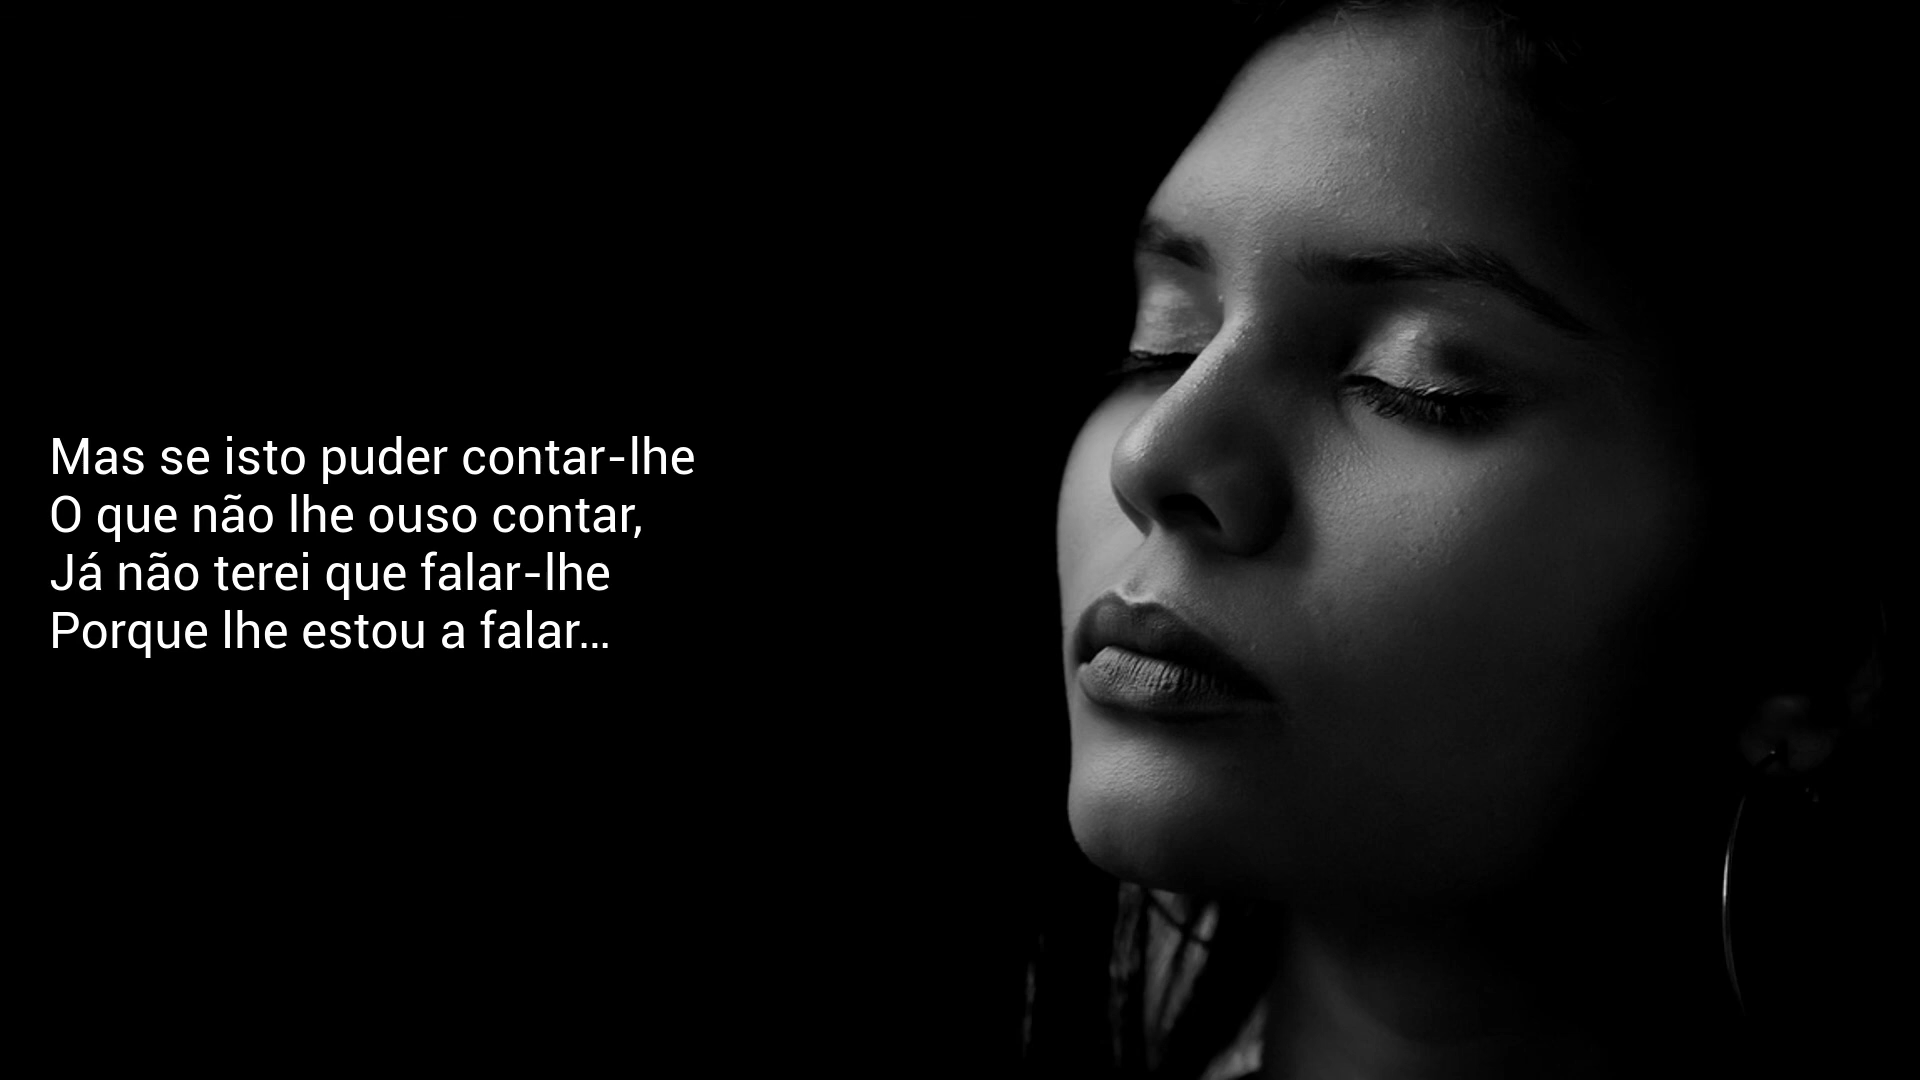 Mas se isto puder contar-lhe
O que não lhe ouso contar,
Já não terei que falar-lhe
Porque lhe estou a falar...